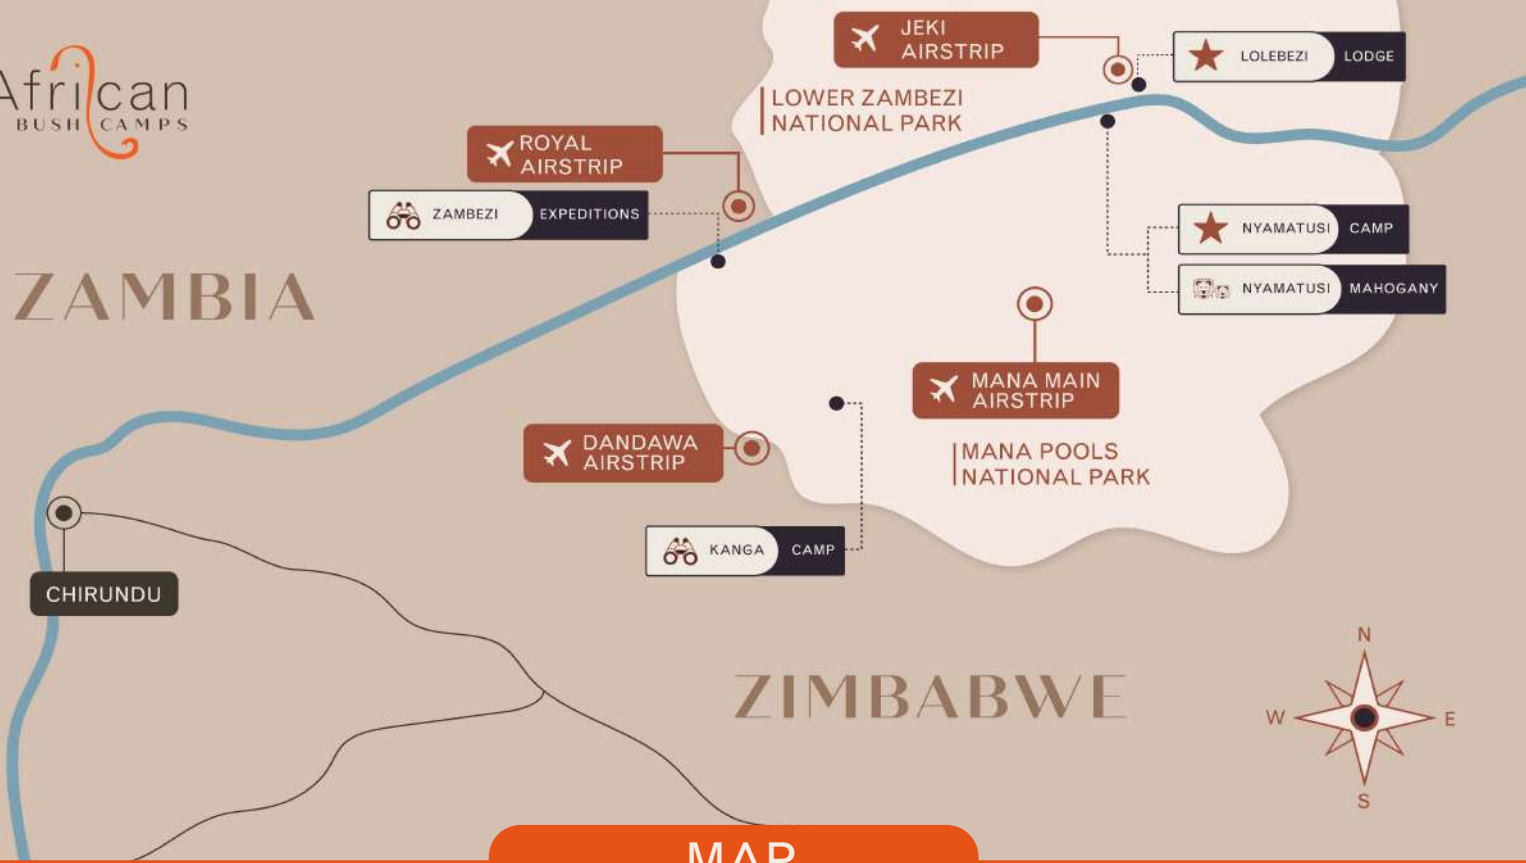 African
BUSH CAMPS
JEKI
AIRSTRIP
LOLEBEZI LODGE
LOWER ZAMBEZI
NATIONAL PARK
ROYAL
AIRSTRIP
ZAMBEZI EXPEDITIONS
NYAMATUSI CAMP
NYAMATUSI MAHOGANY
ZAMBIA
MANA MAIN
AIRSTRIP
DANDAWA
AIRSTRIP
MANA POOLS
NATIONAL PARK
KANGA CAMP
CHIRUNDU
ZIMBABWE
N
W E
S
MAP